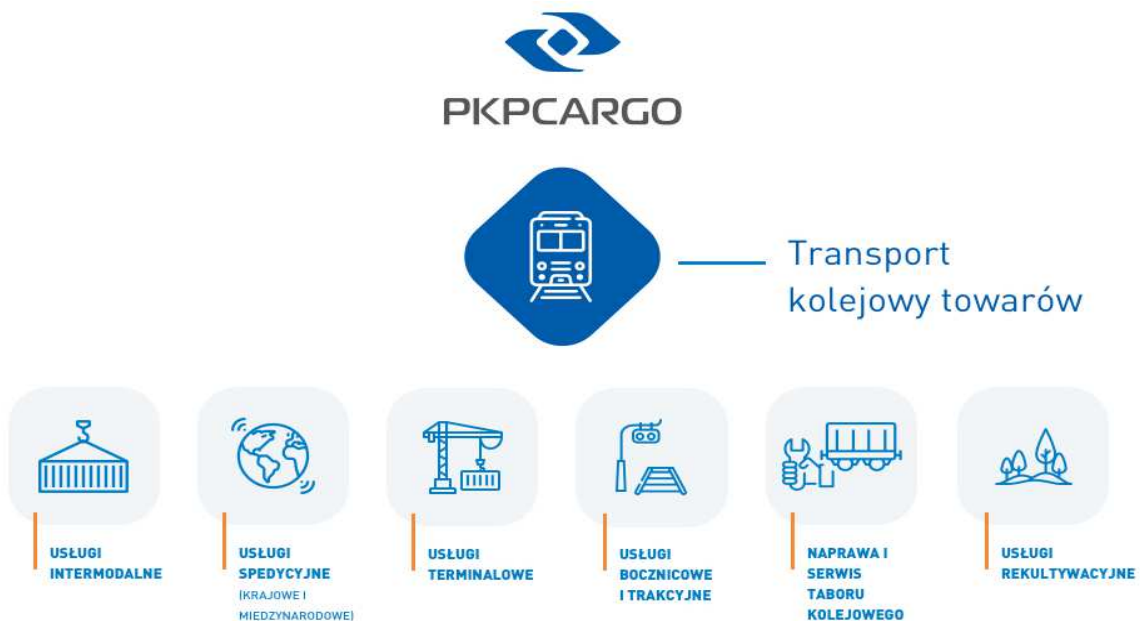 PKPCARGO
Transport
kolejowy towarów
USŁUGI
INTERMODALNE
USŁUGI
SPEDYCYJNE
(KRAJOWE I
MIEDZYNARODOWE)
USŁUGI
TERMINALOWE
USŁUGI
BOCZNICOWE
I TRAKCYJNE
NAPRAWA I
SERWIS
TABORU
KOLEJOWEGO
USŁUGI
REKULTYWACYJNE